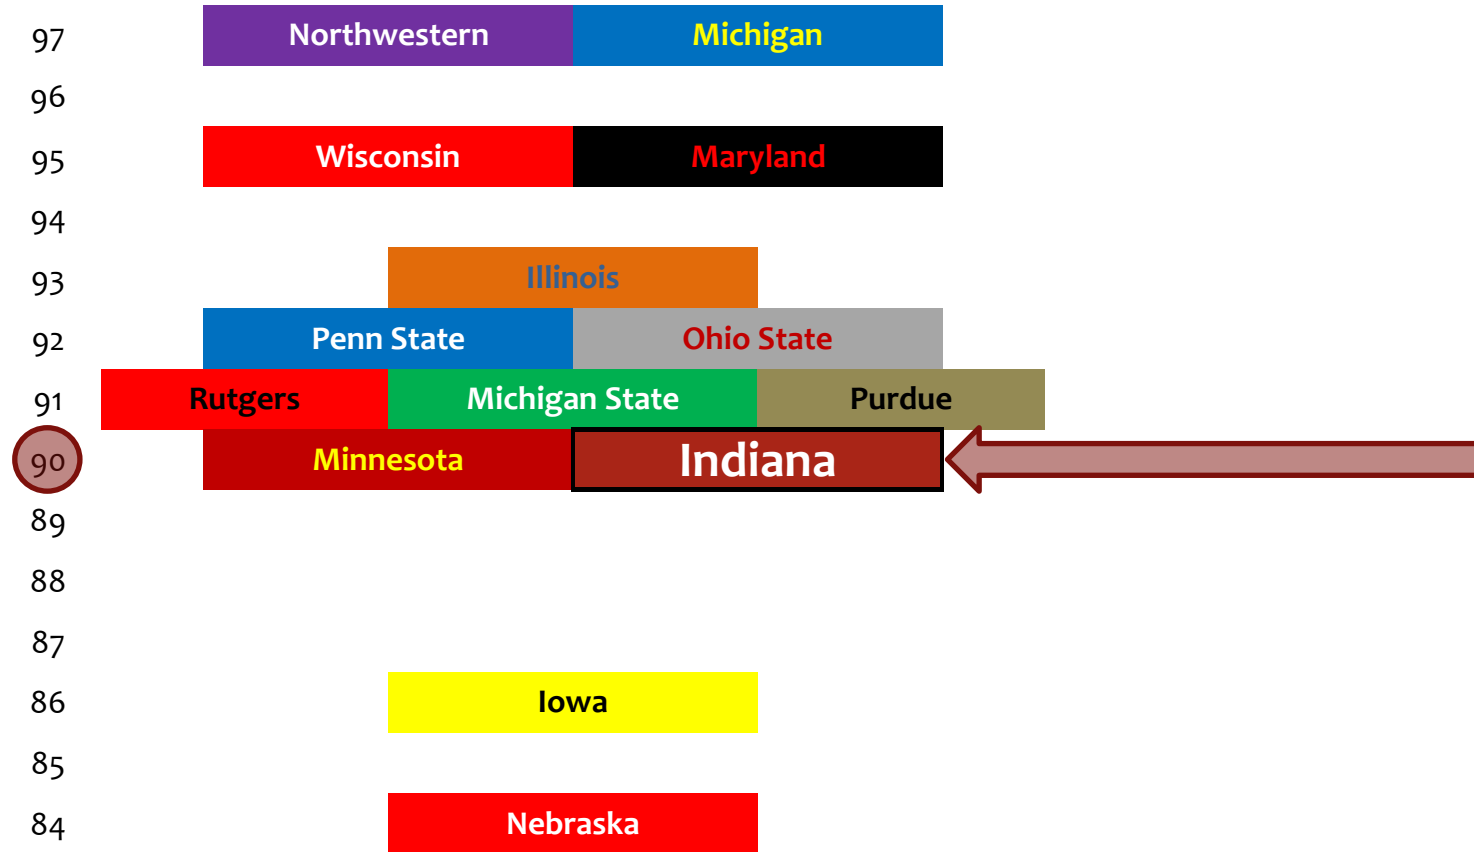 97 Northwestern Michigan
96
95 Wisconsin Maryland
94
93 Illinois
92 Penn State Ohio State
91 Rutgers Michigan State Purdue
90 Minnesota Indiana
89
88
87
86 Iowa
85
84 Nebraska